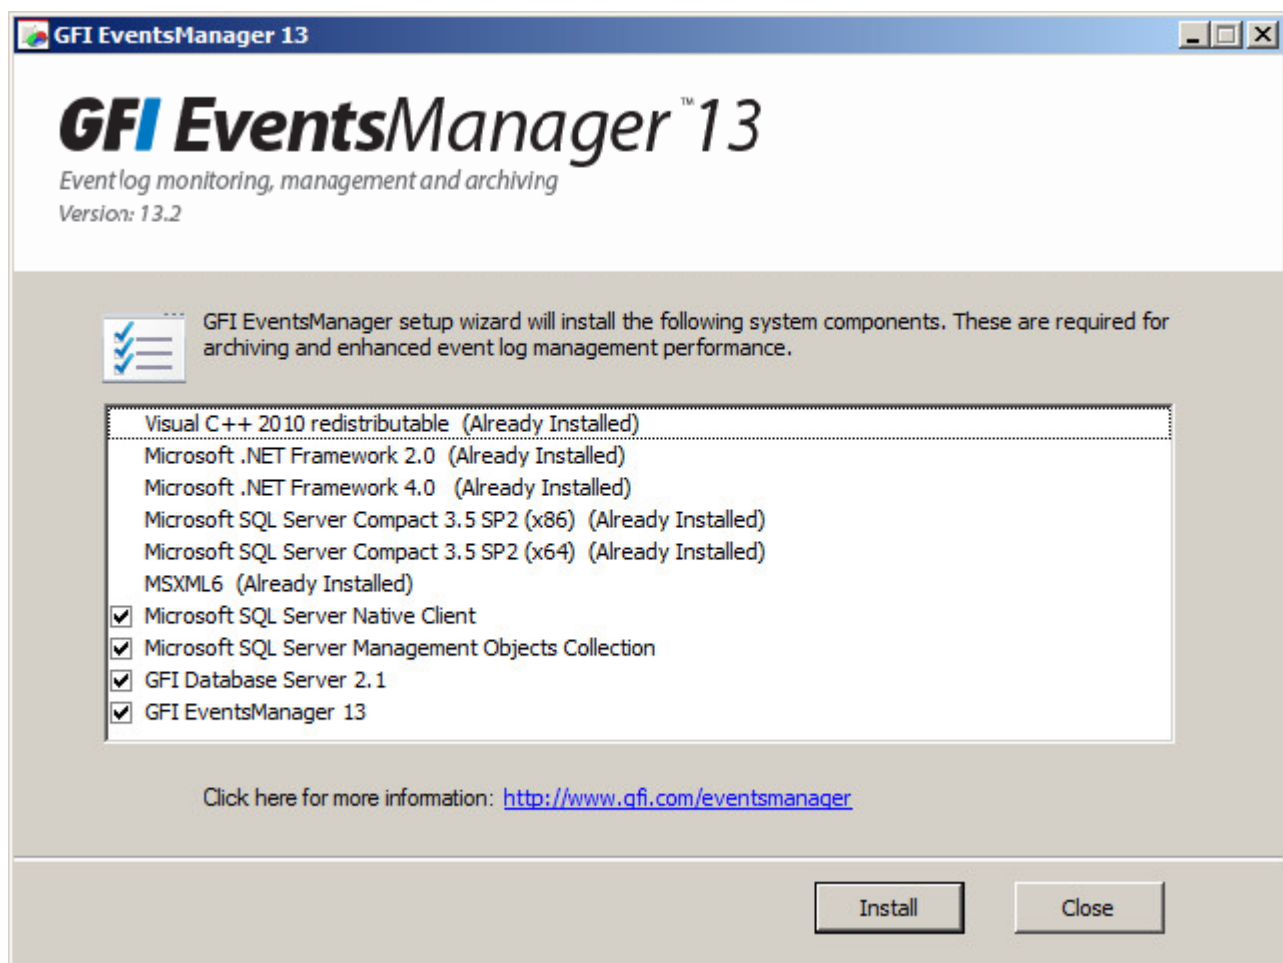 GFI EventsManager 13
GFI EventsManager™13
Event log monitoring, management and archiving
Version: 13.2
GFI EventsManager setup wizard will install the following system components. These are required for
archiving and enhanced event log management performance.
Visual C++ 2010 redistributable (Already Installed)
Microsoft .NET Framework 2.0 (Already Installed)
Microsoft .NET Framework 4.0 (Already Installed)
Microsoft SQL Server Compact 3.5 SP2 (x86) (Already Installed)
Microsoft SQL Server Compact 3.5 SP2 (x64) (Already Installed)
MSXML6 (Already Installed)
Microsoft SQL Server Native Client
Microsoft SQL Server Management Objects Collection
GFI Database Server 2.1
GFI EventsManager 13
Click here for more information: http://www.gfi.com/eventsmanager
Install Close